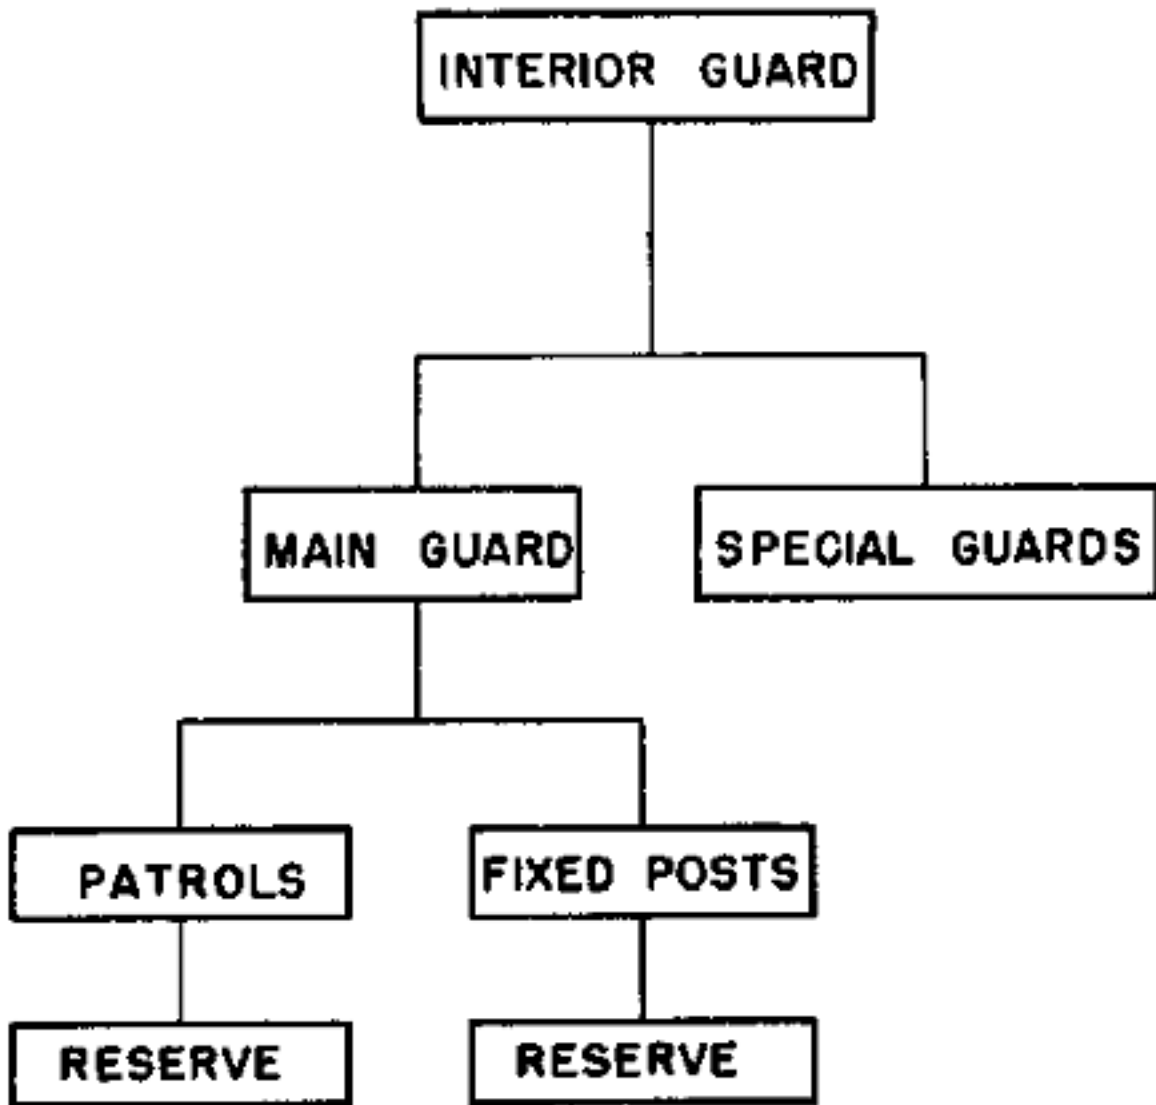 INTERIOR GUARD
MAIN GUARD
SPECIAL GUARDS
PATROLS
FIXED POSTS
RESERVE
RESERVE